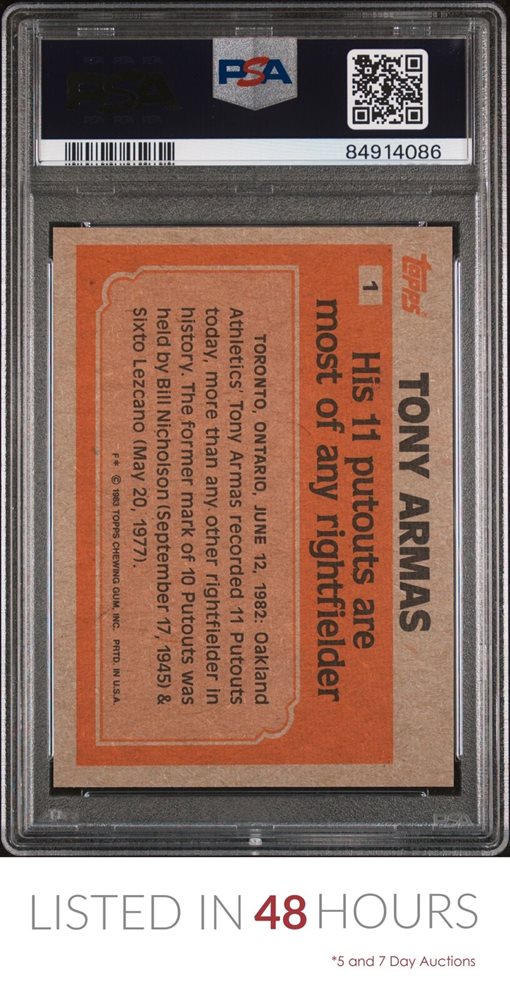 PSA
84914086
Topps
1
TONY ARMAS
His 11 putouts are
most of any rightfielder
TORONTO, ONTARIO, JUNE 12, 1982: Oakland
Athletics' Tony Armas recorded 11 Putouts
today, more than any other rightfielder in
history. The former mark of 10 Putouts was
held by Bill Nicholson (September 17, 1945) &
Sixto Lezcano (May 20, 1977).
F* © 1983 TOPPS CHEWING GUM, INC. PRTD. IN U.S.A.
PSA
LISTED IN 48 HOURS
*5 and 7 Day Auctions